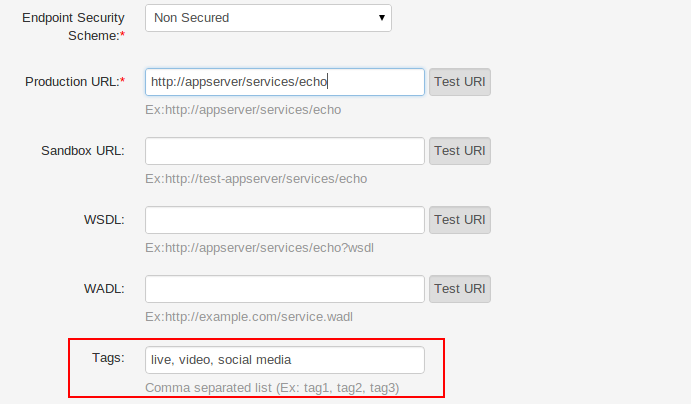 Endpoint Security Non Secured
Scheme:*
Production URL:* http://appserver/services/echo Test URI
Ex:http://appserver/services/echo
Sandbox URL: Test URI
Ex:http://test-appserver/services/echo
WSDL: Test URI
Ex:http://appserver/services/echo?wsdl
WADL: Test URI
Ex:http://example.com/service.wadl
Tags: live, video, social media
Comma separated list (Ex: tag1, tag2, tag3)